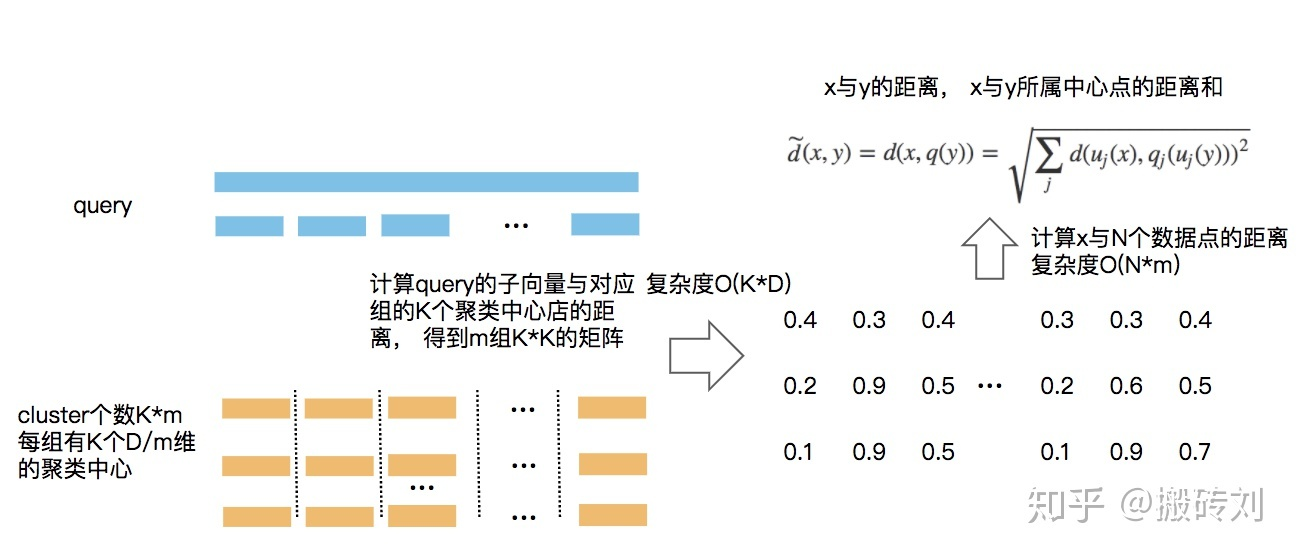 x与y的距离， x与y所属中心点的距离和
d̃(x, y) = d(x, q(y)) = √∑_j d(u_j(x), q_j(u_j(y)))²
query
...
计算x与N个数据点的距离
复杂度O(N*m)
计算query的子向量与对应 复杂度O(K*D)
组的K个聚类中心店的距
离， 得到m组K*K的矩阵
0.4 0.3 0.4 0.3 0.3 0.4
0.2 0.9 0.5 ... 0.2 0.6 0.5
0.1 0.9 0.5 0.1 0.9 0.7
cluster个数K*m
每组有K个D/m维
的聚类中心
...
...
...
...
知乎 @搬砖刘